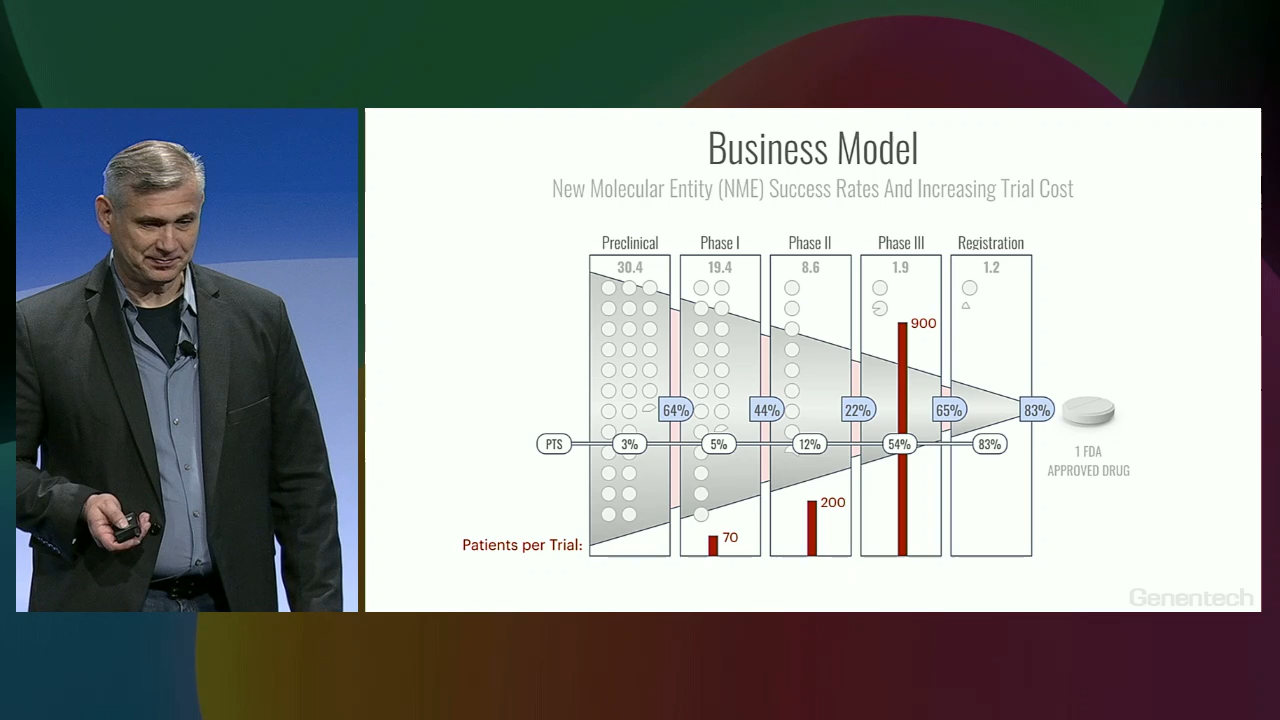 Business Model
New Molecular Entity (NME) Success Rates And Increasing Trial Cost
Preclinical Phase I Phase II Phase III Registration
30.4 19.4 8.6 1.9 1.2
900
64% 44% 22% 65% 83%
PTS 3% 5% 12% 54% 83%
1 FDA
APPROVED DRUG
200
70
Patients per Trial:
Genentech